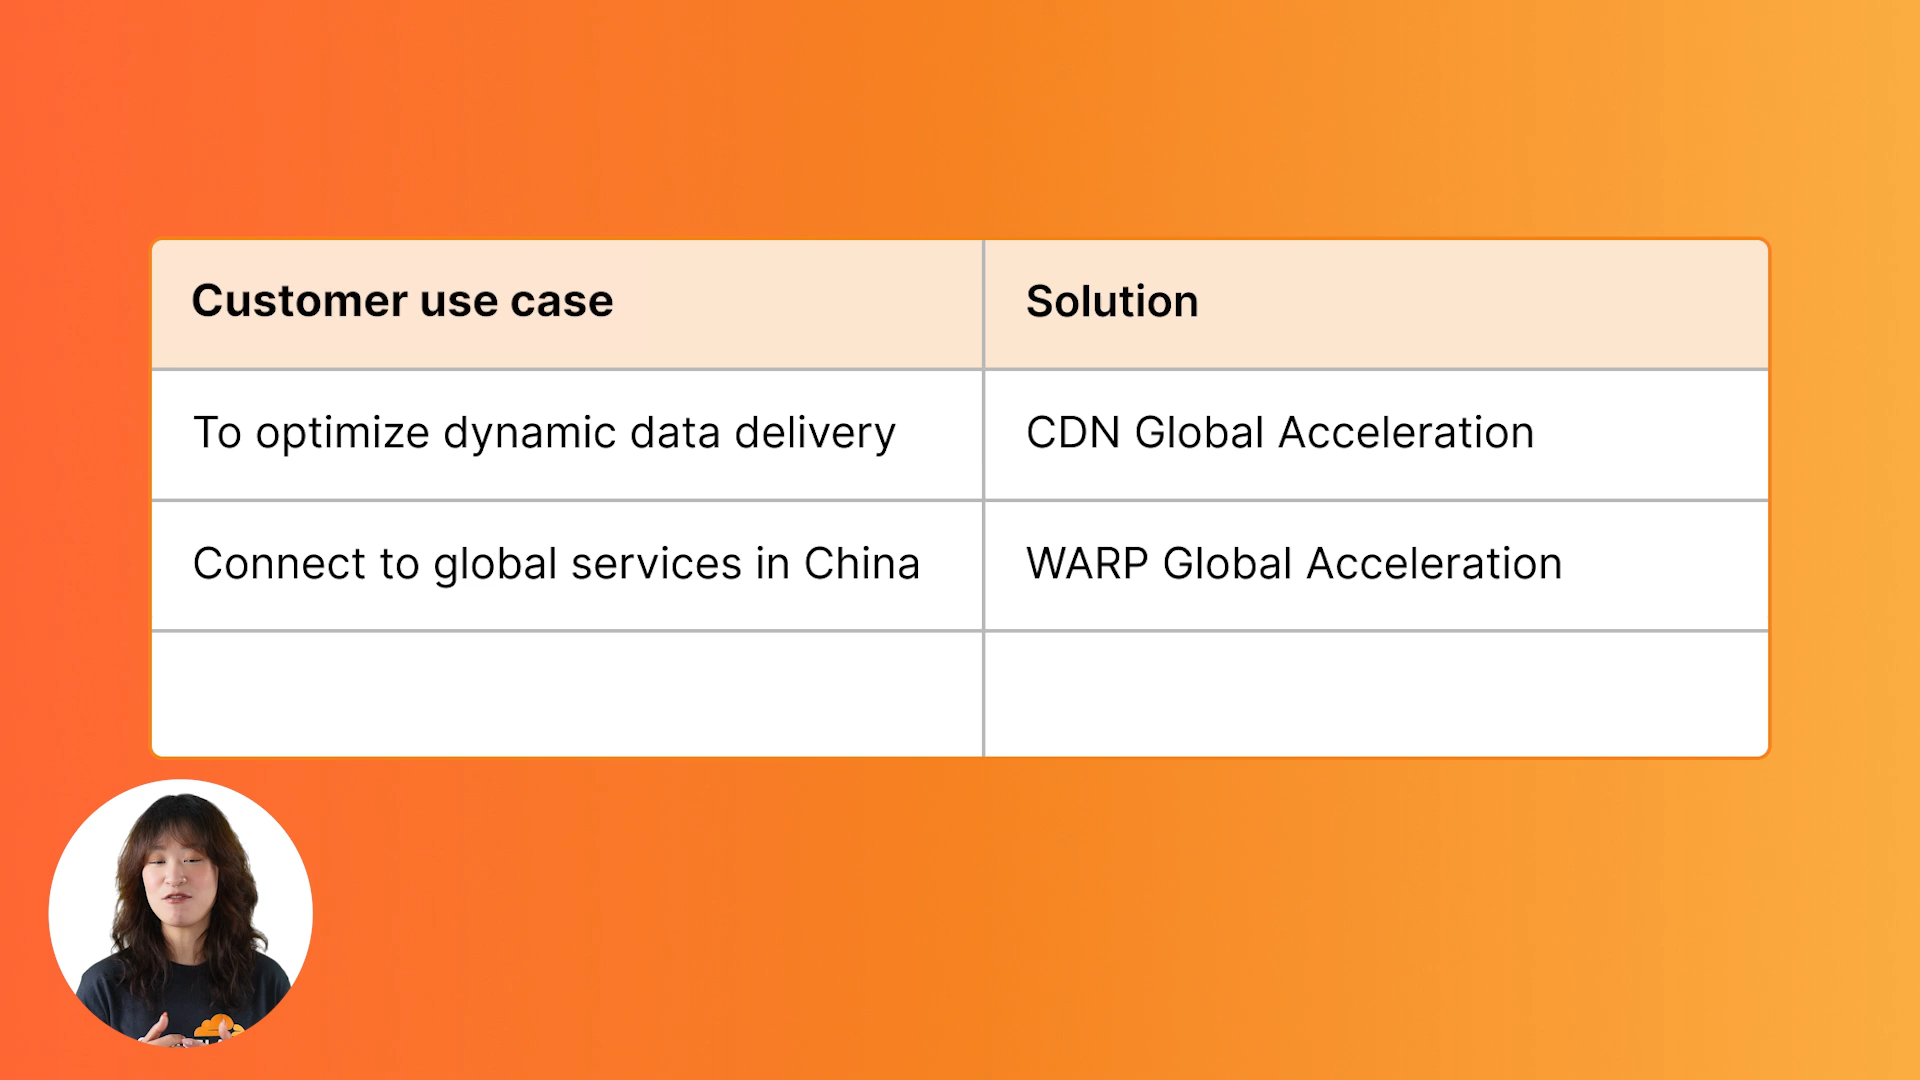 Customer use case
Solution
To optimize dynamic data delivery
CDN Global Acceleration
Connect to global services in China
WARP Global Acceleration